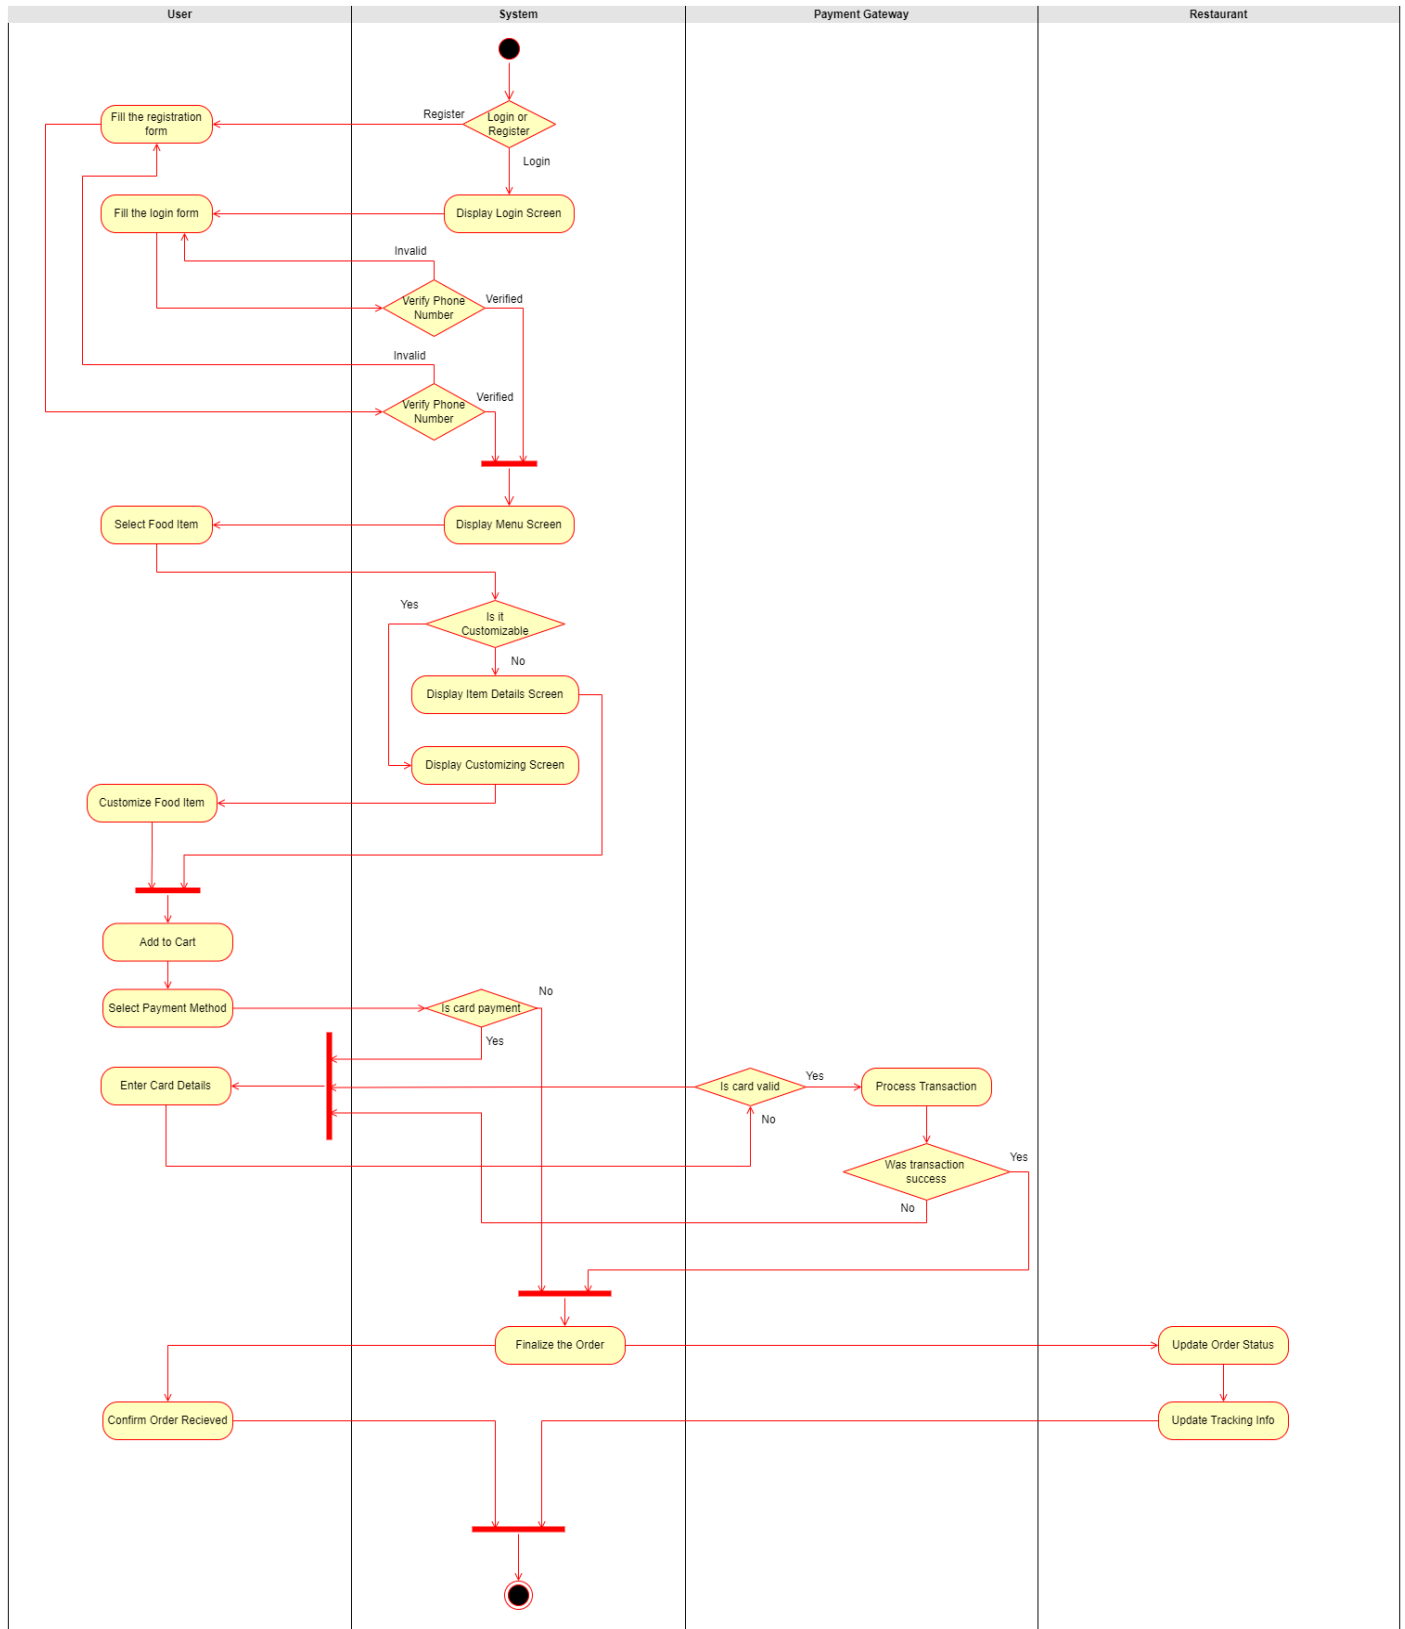 User
System
Payment Gateway
Restaurant
Login or
Register
Register
Fill the registration
form
Login
Fill the login form
Display Login Screen
Invalid
Verify Phone
Number
Verified
Invalid
Verify Phone
Number
Verified
Select Food Item
Display Menu Screen
Yes
Is it
Customizable
No
Display Item Details Screen
Display Customizing Screen
Customize Food Item
Add to Cart
Select Payment Method
Is card payment
No
Yes
Enter Card Details
Is card valid
Yes
Process Transaction
No
Was transaction
success
Yes
No
Finalize the Order
Update Order Status
Confirm Order Recieved
Update Tracking Info